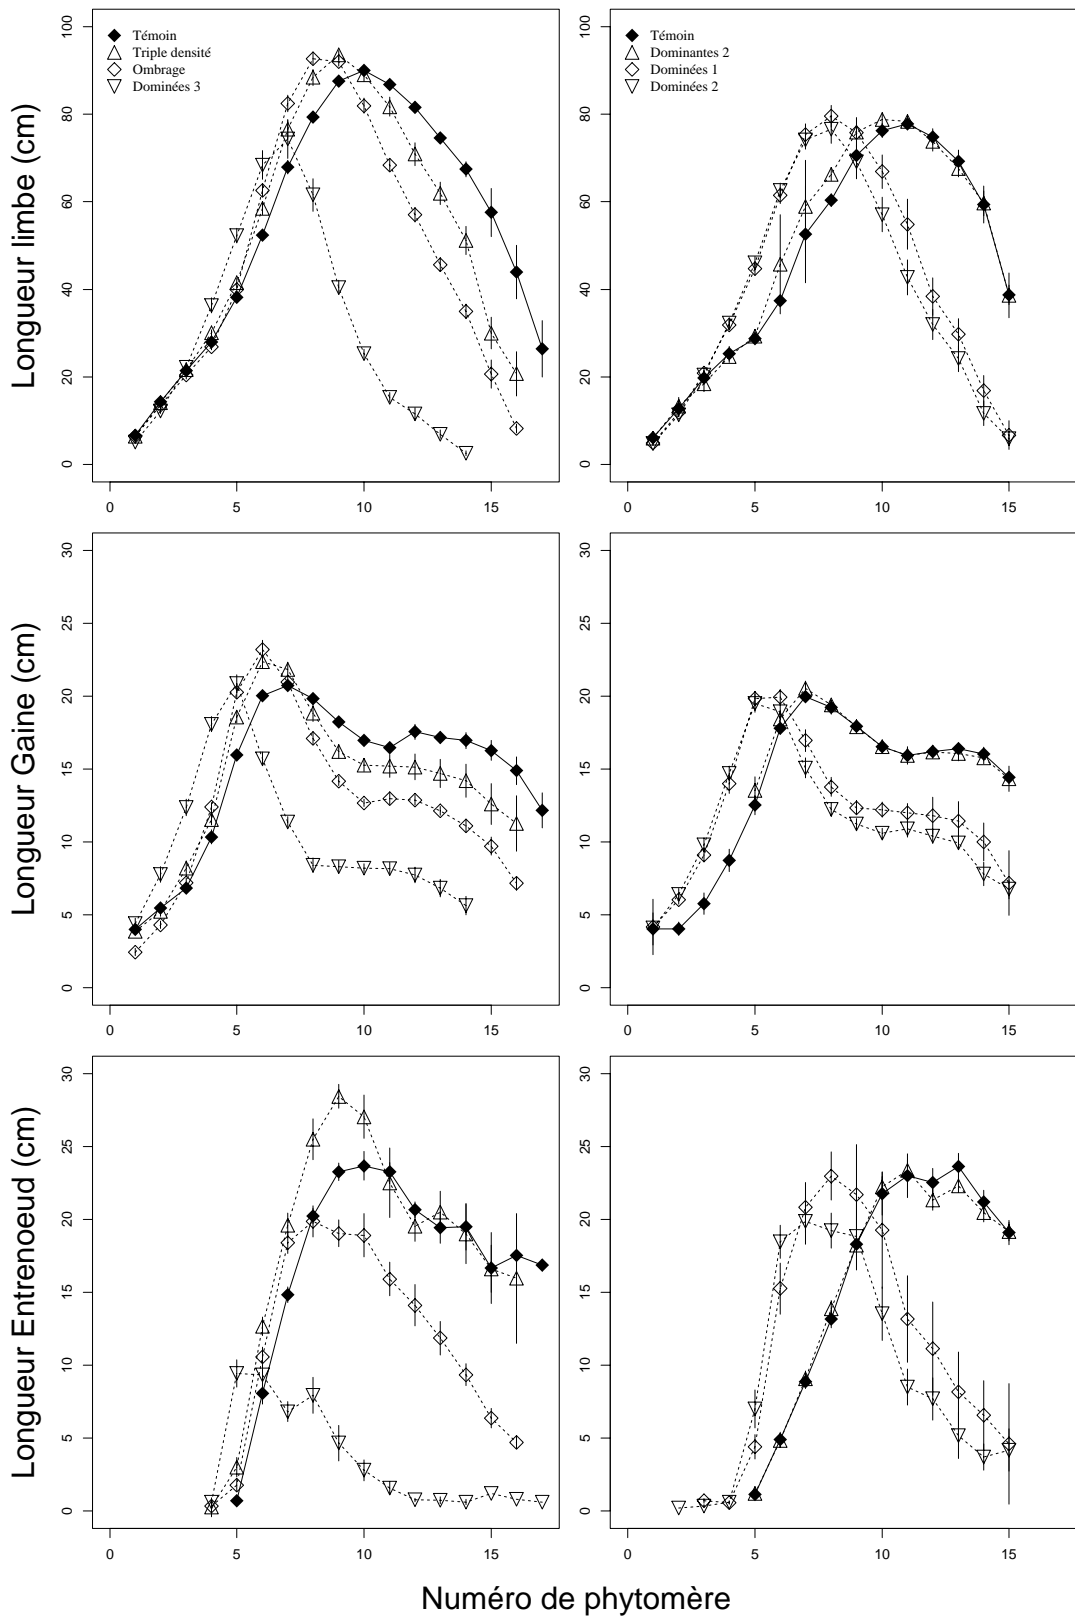 Longueur limbe (cm)
0 20 40 60 80 100
Témoin
Triple densité
Ombrage
Dominées 3
0 5 10 15
0 20 40 60 80 100
Témoin
Dominantes 2
Dominées 1
Dominées 2
0 5 10 15
Longueur Gaine (cm)
0 5 10 15 20 25 30
0 5 10 15
0 5 10 15 20 25 30
0 5 10 15
Longueur Entrenoeud (cm)
0 5 10 15 20 25 30
0 5 10 15
0 5 10 15 20 25 30
0 5 10 15
Numéro de phytomère